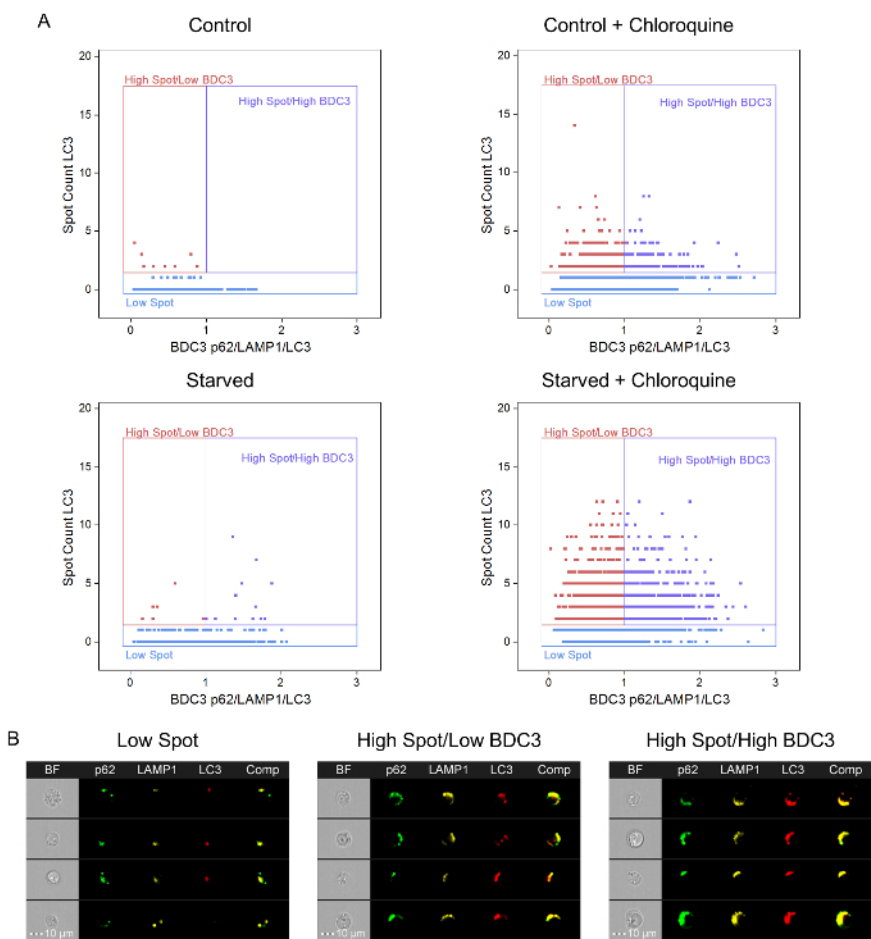 A
Control
Control + Chloroquine
20
High Spot/Low BDC3
High Spot/High BDC3
15
Spot Count LC3
10
5
0
Low Spot
0 1 2 3
BDC3 p62/LAMP1/LC3
20
High Spot/Low BDC3
High Spot/High BDC3
15
Spot Count LC3
10
5
0
Low Spot
0 1 2 3
BDC3 p62/LAMP1/LC3
Starved
Starved + Chloroquine
20
High Spot/Low BDC3
High Spot/High BDC3
15
Spot Count LC3
10
5
0
Low Spot
0 1 2 3
BDC3 p62/LAMP1/LC3
20
High Spot/Low BDC3
High Spot/High BDC3
15
Spot Count LC3
10
5
0
Low Spot
0 1 2 3
BDC3 p62/LAMP1/LC3
B
Low Spot
High Spot/Low BDC3
High Spot/High BDC3
BF p62 LAMP1 LC3 Comp
BF p62 LAMP1 LC3 Comp
BF p62 LAMP1 LC3 Comp
10 µm
10 µm
10 µm